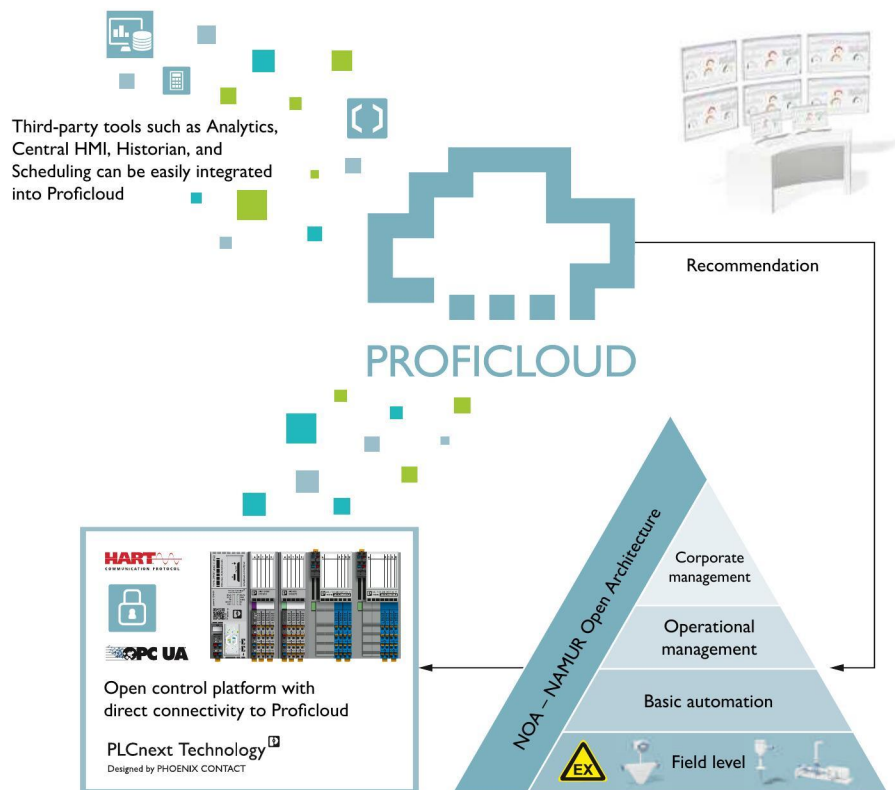 Third-party tools such as Analytics,
Central HMI, Historian, and
Scheduling can be easily integrated
into Proficloud
Recommendation
PROFICLOUD
HART
COMMUNICATION PROTOCOL
OPC UA
Open control platform with
direct connectivity to Proficloud
PLCnext Technology
Designed by PHOENIX CONTACT
NOA – NAMUR Open Architecture
Corporate
management
Operational
management
Basic automation
EX
Field level